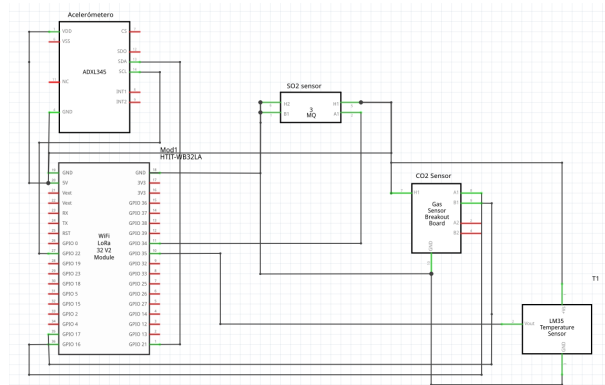 Acelerómetero
VDD
VSS
NC
GND
ADXL345
CS
SDO
SDA
SCL
INT1
INT2
SO2 sensor
H2
B1
3
MQ
H1
A1
Mod1
HTIT-WB32LA
GND
5V
Vext
Vext
RX
TX
RST
GPIO 0
GPIO 22
GPIO 19
GPIO 23
GPIO 18
GPIO 5
GPIO 15
GPIO 2
GPIO 4
GPIO 17
GPIO 16
WiFi
LoRa
32 V2
Module
GND
3V3
3V3
GPIO 36
GPIO 37
GPIO 38
GPIO 39
GPIO 34
GPIO 35
GPIO 32
GPIO 33
GPIO 25
GPIO 26
GPIO 27
GPIO 14
GPIO 12
GPIO 13
GPIO 21
CO2 Sensor
H1
Gas
Sensor
Breakout
Board
A1
B1
A2
B2
GND
T1
+Vs
Vout
LM35
Temperature
Sensor
GND